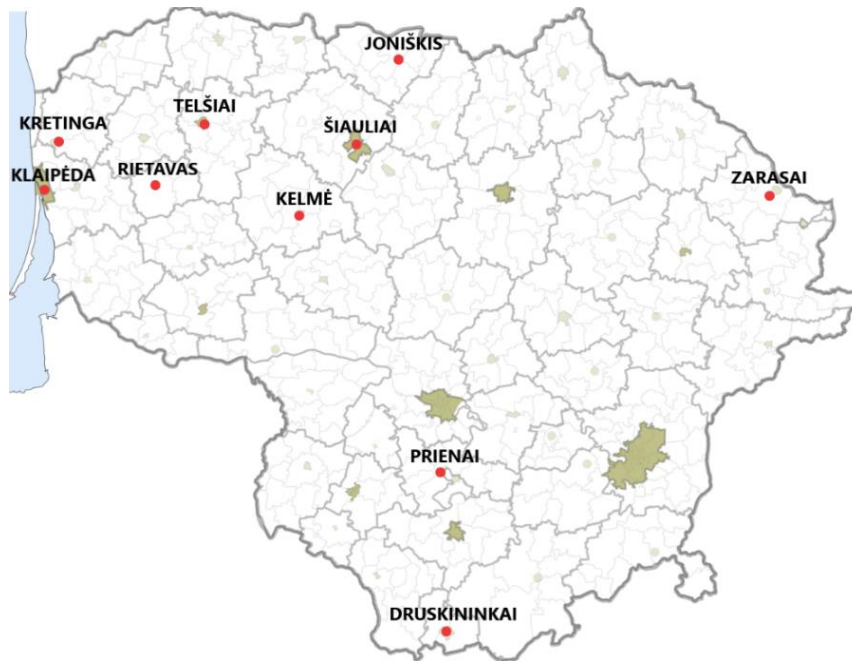 JONIŠKIS
TELŠIAI
KRETINGA
ŠIAULIAI
KLAIPĖDA
RIETAVAS
ZARASAI
KELMĖ
PRIENAI
DRUSKININKAI